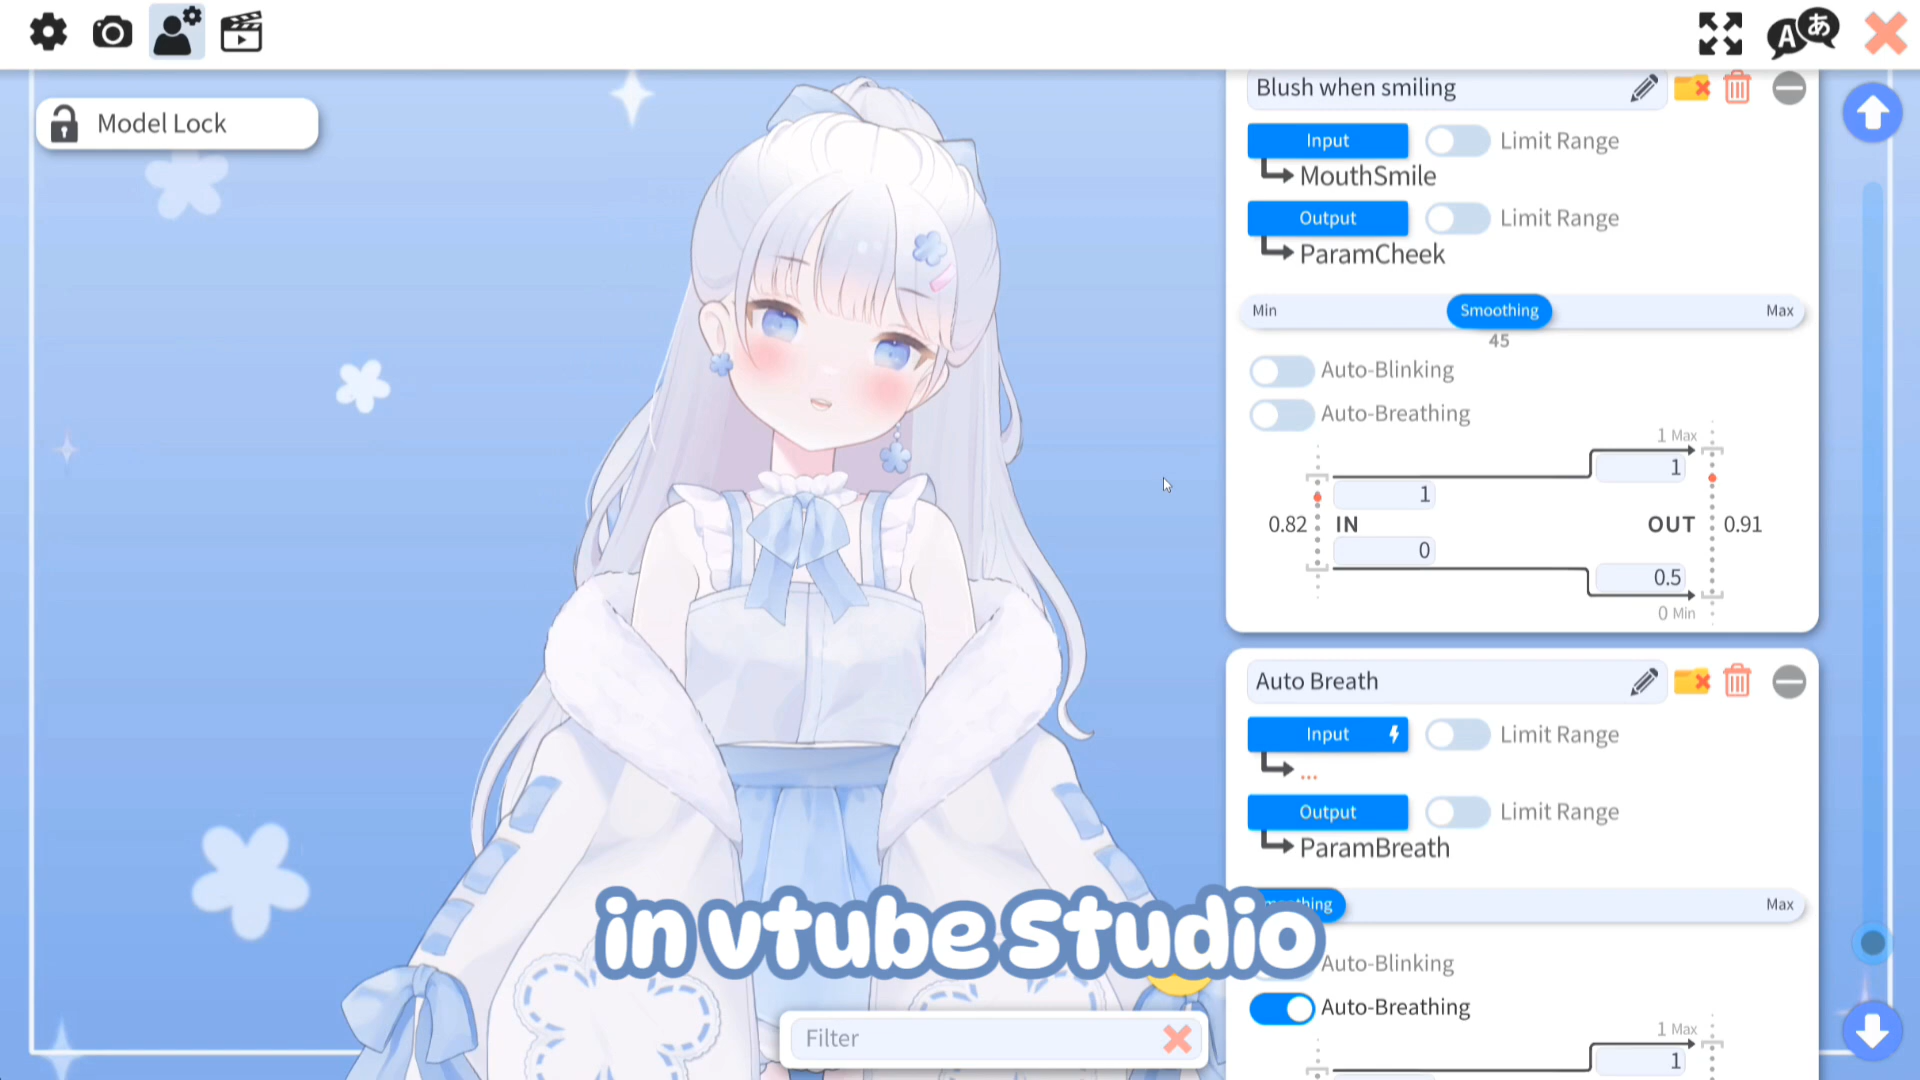 A あ
Model Lock
Blush when smiling
Input
Limit Range
MouthSmile
Output
Limit Range
ParamCheek
Min
Smoothing
Max
45
Auto-Blinking
Auto-Breathing
1 Max
1
1
0.82
IN
OUT
0.91
0
0.5
0 Min
Auto Breath
Input
Limit Range
...
Output
Limit Range
ParamBreath
Max
in vtube Studio
Auto-Blinking
Auto-Breathing
Filter
1 Max
1